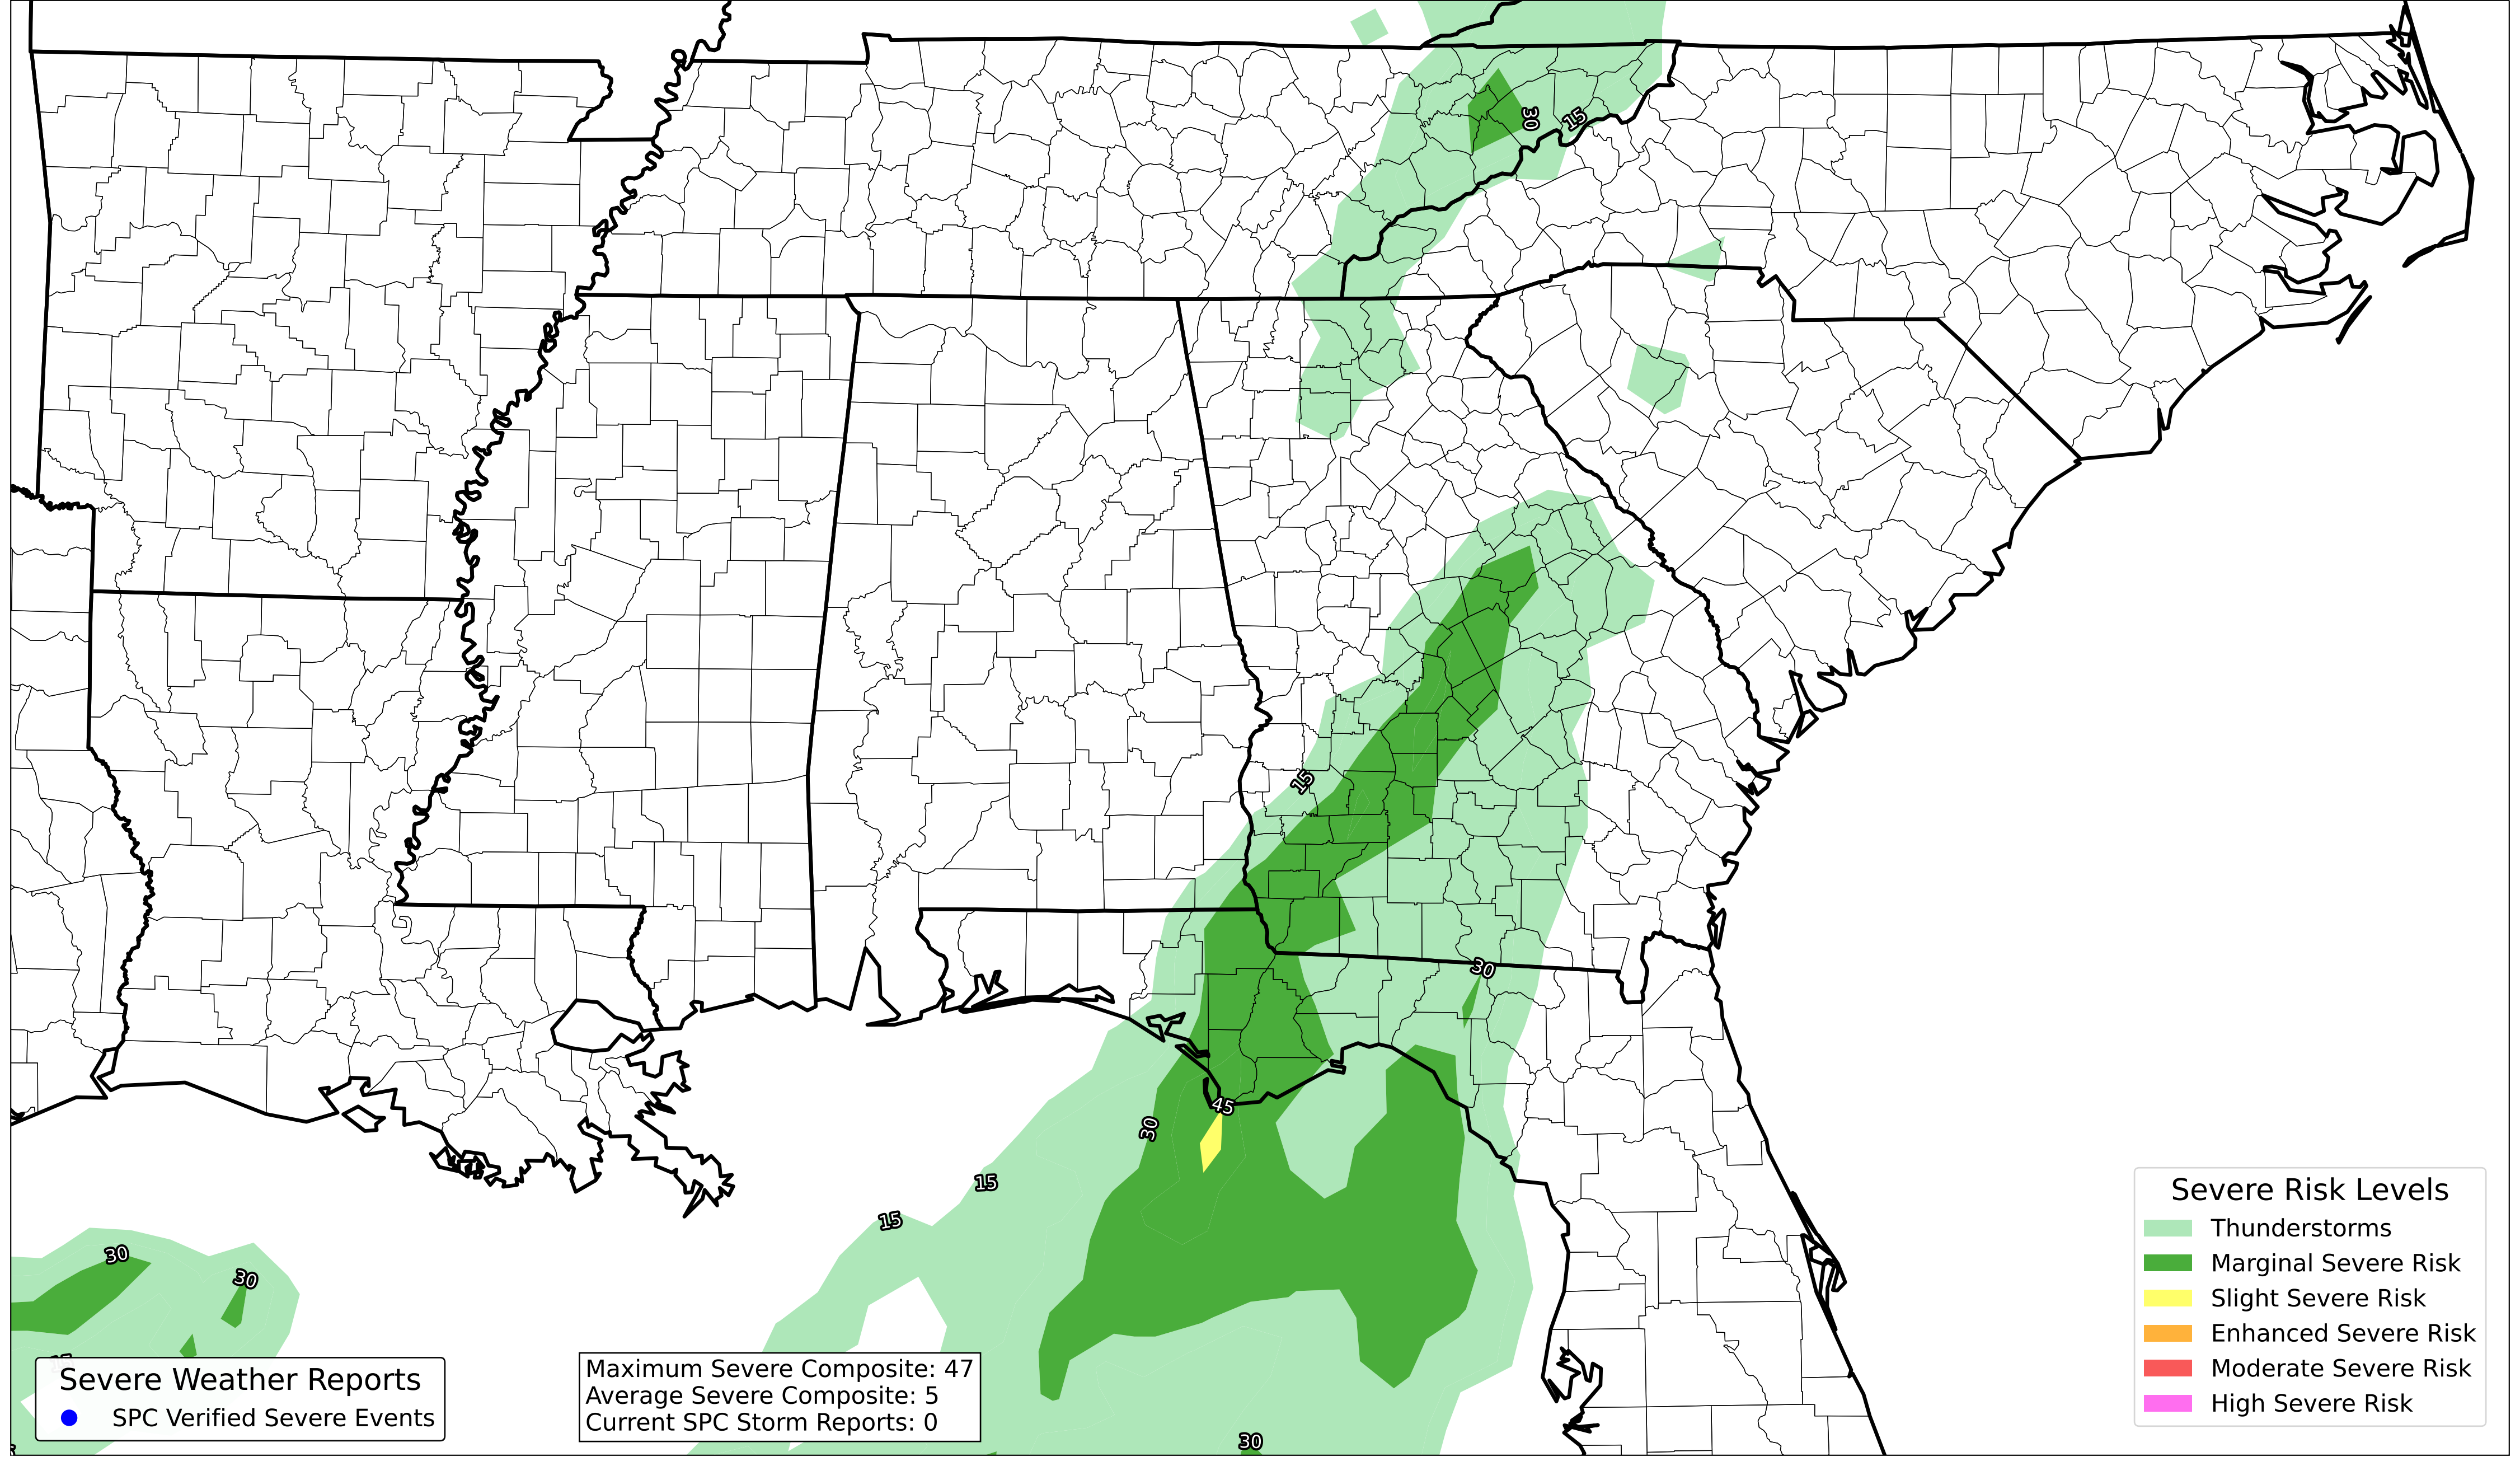 30
15
15
30
45
30
15
15
30
30
Severe Weather Reports
SPC Verified Severe Events
Maximum Severe Composite: 47
Average Severe Composite: 5
Current SPC Storm Reports: 0
30
Severe Risk Levels
Thunderstorms
Marginal Severe Risk
Slight Severe Risk
Enhanced Severe Risk
Moderate Severe Risk
High Severe Risk